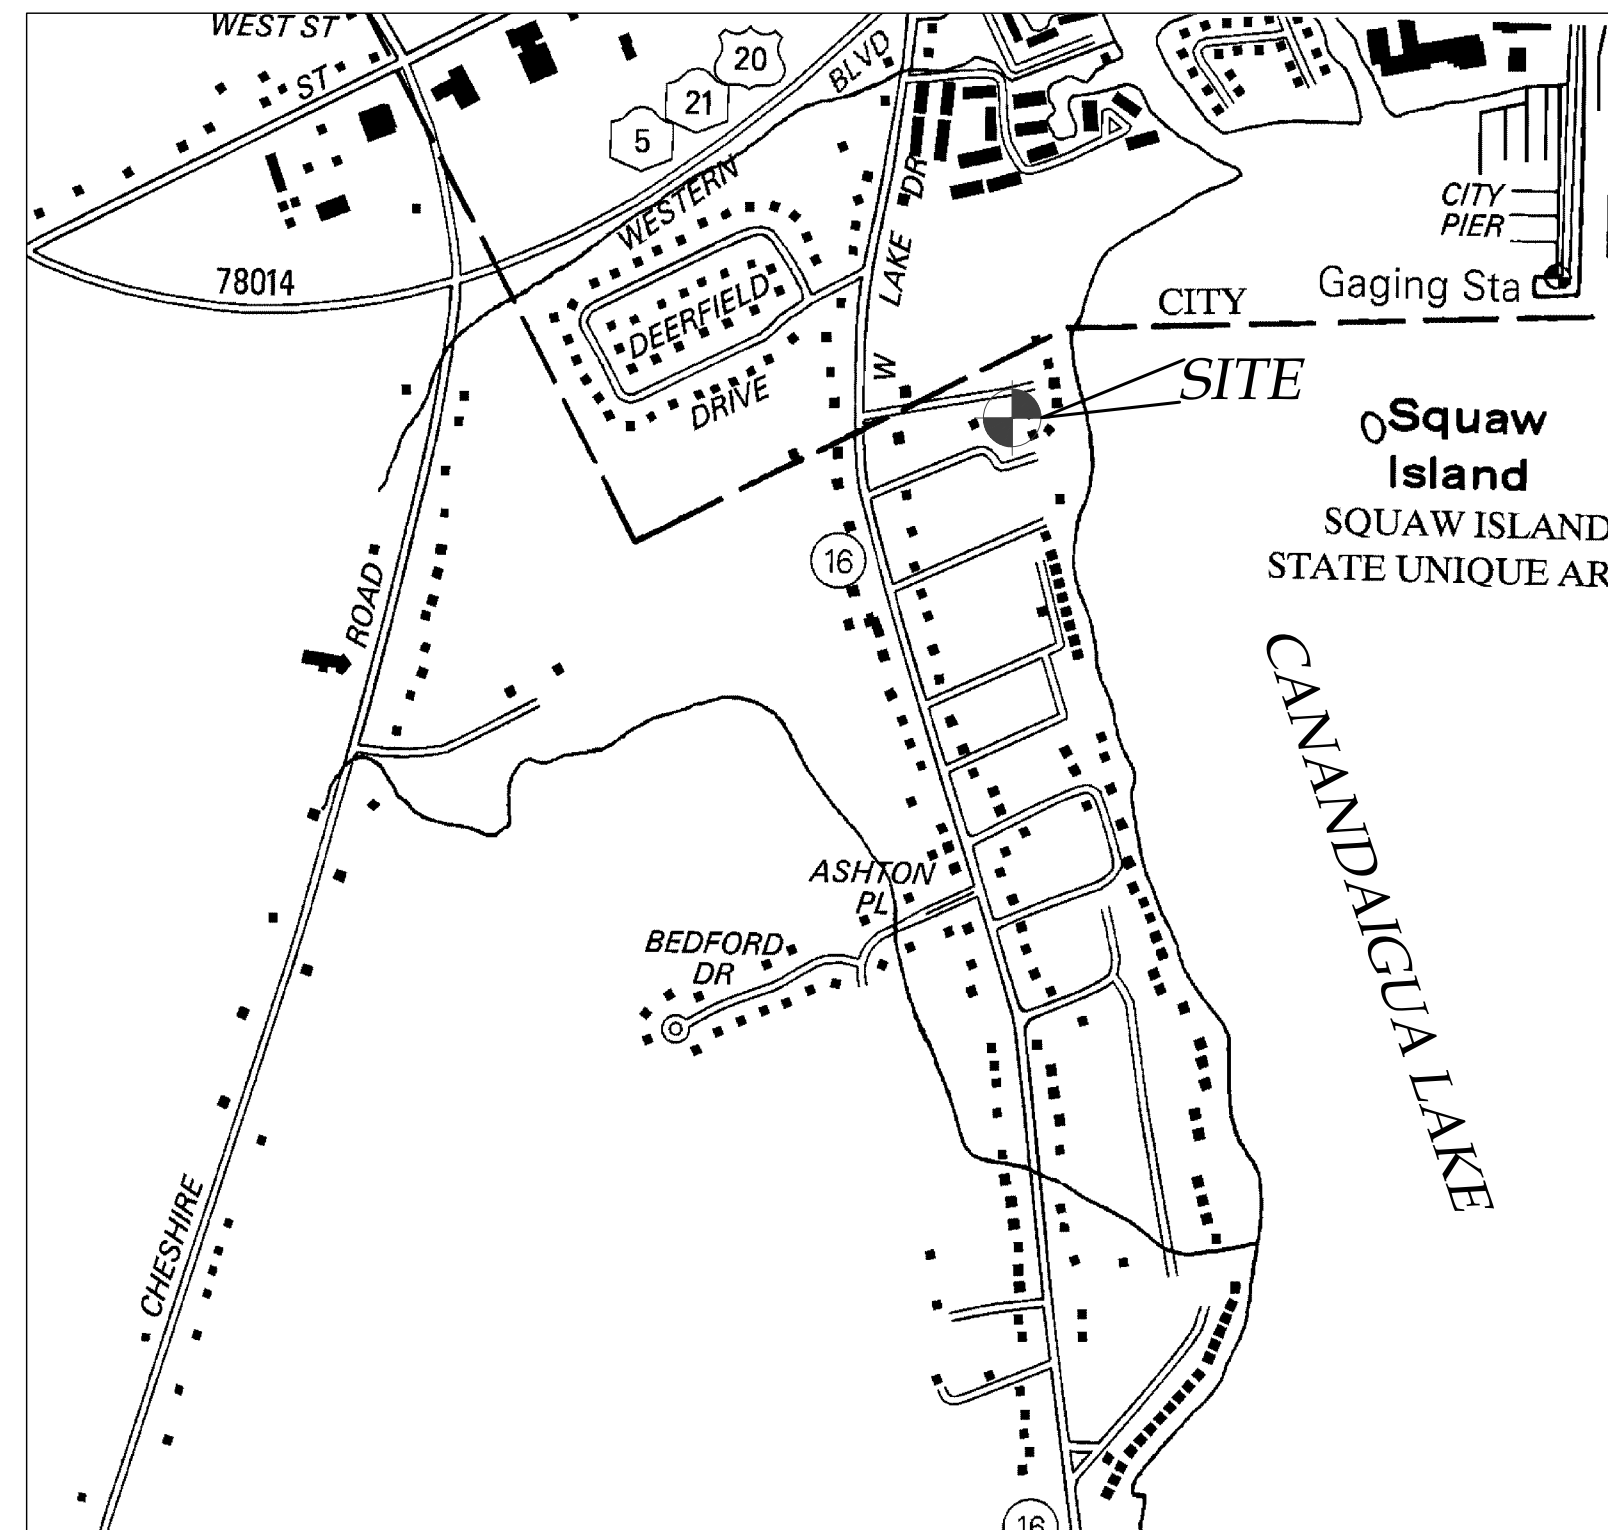 WEST ST
ST
20
21
5
BLVD
WESTERN
78014
DR
LAKE
W
CITY
PIER
Gaging Sta
CITY
DEERFIELD
DRIVE
SITE
Squaw
Island
SQUAW ISLAND
STATE UNIQUE AR
16
ROAD
CANANDAIGUA LAKE
ASHTON
PL
BEDFORD
DR
CHESHIRE
16